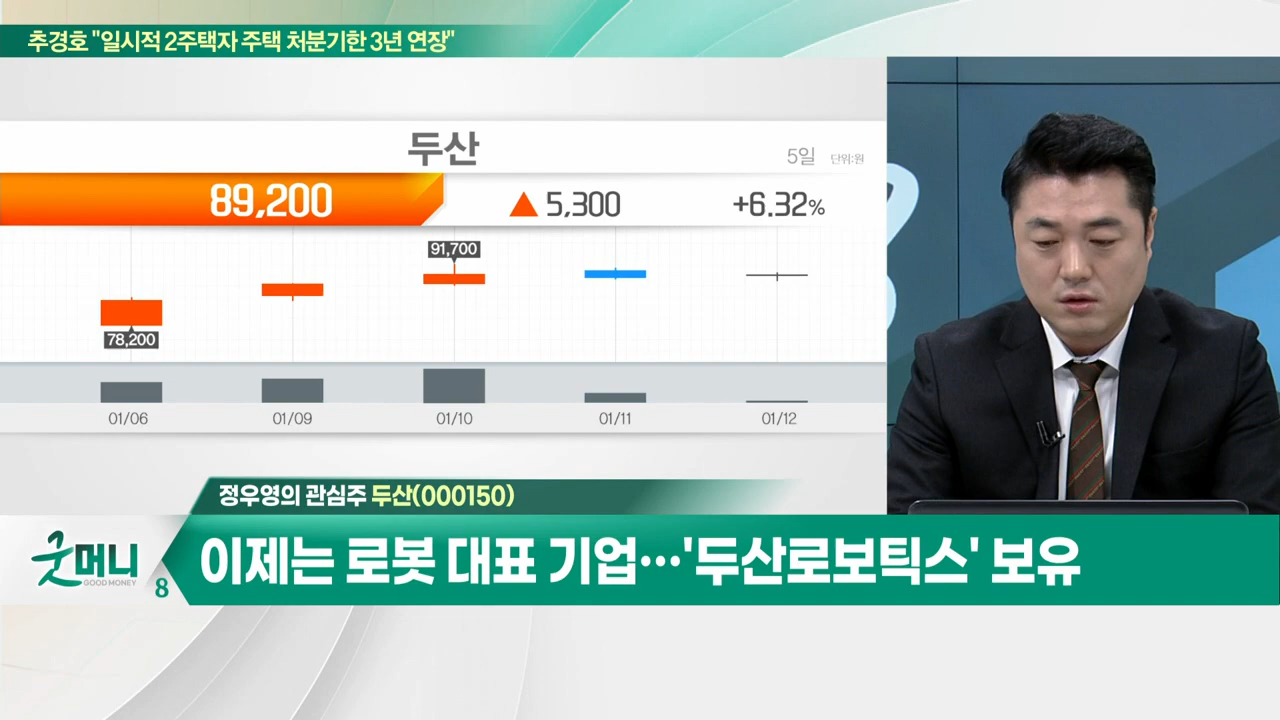 추경호 "일시적 2주택자 주택 처분기한 3년 연장"
두산
5일 단위:원
89,200 ▲ 5,300 +6.32%
91,700
78,200
01/06 01/09 01/10 01/11 01/12
정우영의 관심주 두산(000150)
굿머니
GOOD MONEY
8
이제는 로봇 대표 기업…'두산로보틱스' 보유